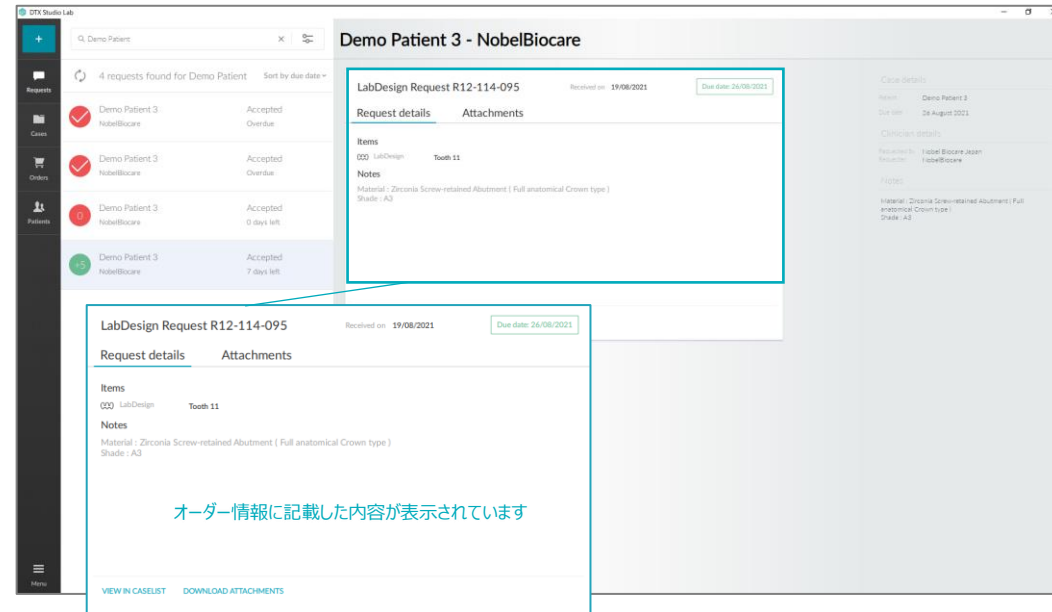 DTX Studio Lab
Demo Patient
Demo Patient 3 - NobelBiocare
Requests
Cases
Orders
Patients
Menu
4 requests found for Demo Patient Sort by due date
Demo Patient 3 Accepted
NobelBiocare Overdue
Demo Patient 3 Accepted
NobelBiocare Overdue
0 Demo Patient 3 Accepted
NobelBiocare 0 days left
+5 Demo Patient 3 Accepted
NobelBiocare 7 days left
LabDesign Request R12-114-095 Received on 19/08/2021 Due date: 26/08/2021
Request details Attachments
Items
LabDesign Tooth 11
Notes
Material : Zirconia Screw-retained Abutment ( Full anatomical Crown type )
Shade : A3
Case details
Patient Demo Patient 3
Due date 26 August 2021
Clinician details
Requested by Nobel Biocare Japan
Requester NobelBiocare
Notes
Material : Zirconia Screw-retained Abutment ( Full
anatomical Crown type )
Shade : A3
LabDesign Request R12-114-095 Received on 19/08/2021 Due date: 26/08/2021
Request details Attachments
Items
LabDesign Tooth 11
Notes
Material : Zirconia Screw-retained Abutment ( Full anatomical Crown type )
Shade : A3
オーダー情報に記載した内容が表示されています
VIEW IN CASELIST DOWNLOAD ATTACHMENTS